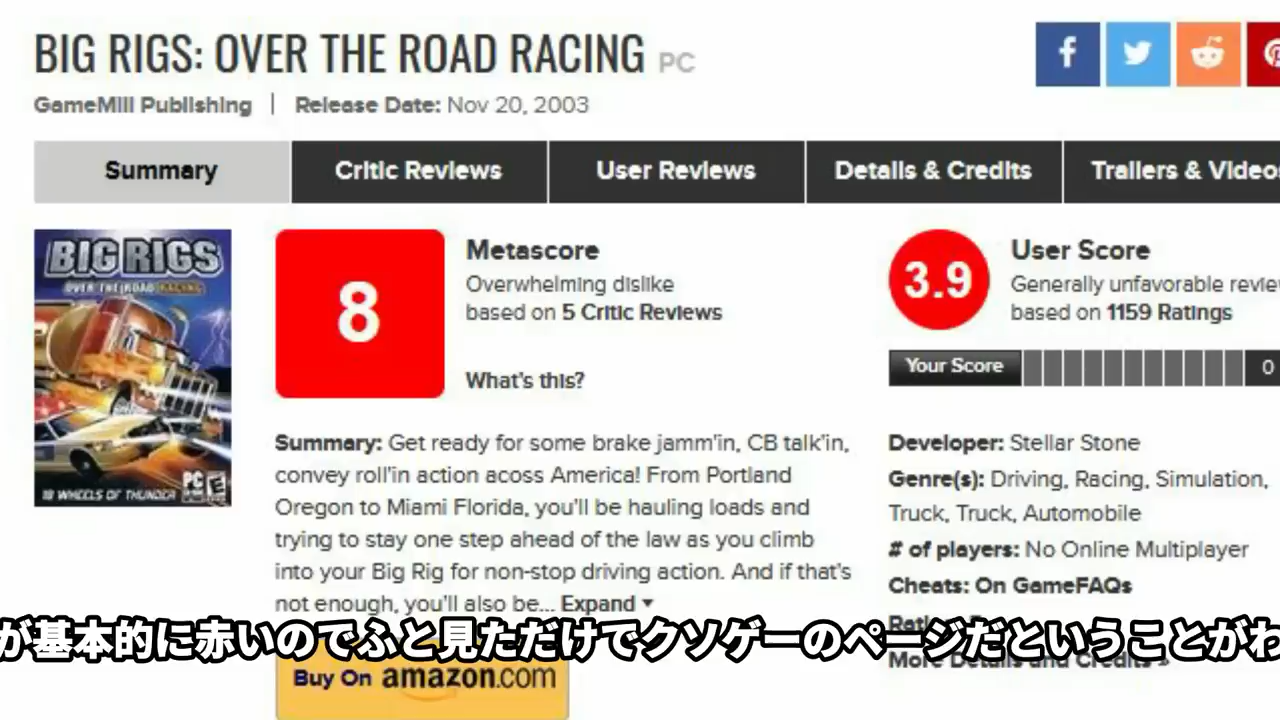 BIG RIGS: OVER THE ROAD RACING PC
GameMill Publishing | Release Date: Nov 20, 2003
Summary
Critic Reviews
User Reviews
Details & Credits
Trailers & Videos
BIG RIGS
OVER THE ROAD RACING
18 WHEELS OF THUNDER
PC
E
8
Metascore
Overwhelming dislike
based on 5 Critic Reviews
What's this?
3.9
User Score
Generally unfavorable revie
based on 1159 Ratings
Your Score
0
Summary: Get ready for some brake jamm'in, CB talk'in,
convey roll'in action acoss America! From Portland
Oregon to Miami Florida, you'll be hauling loads and
trying to stay one step ahead of the law as you climb
into your Big Rig for non-stop driving action. And if that's
not enough, you'll also be... Expand
Developer: Stellar Stone
Genre(s): Driving, Racing, Simulation,
Truck, Truck, Automobile
# of players: No Online Multiplayer
Cheats: On GameFAQs
More Details and Credits »
が基本的に赤いのでふと見ただけでクソゲーのページだということがわ
Buy On amazon.com